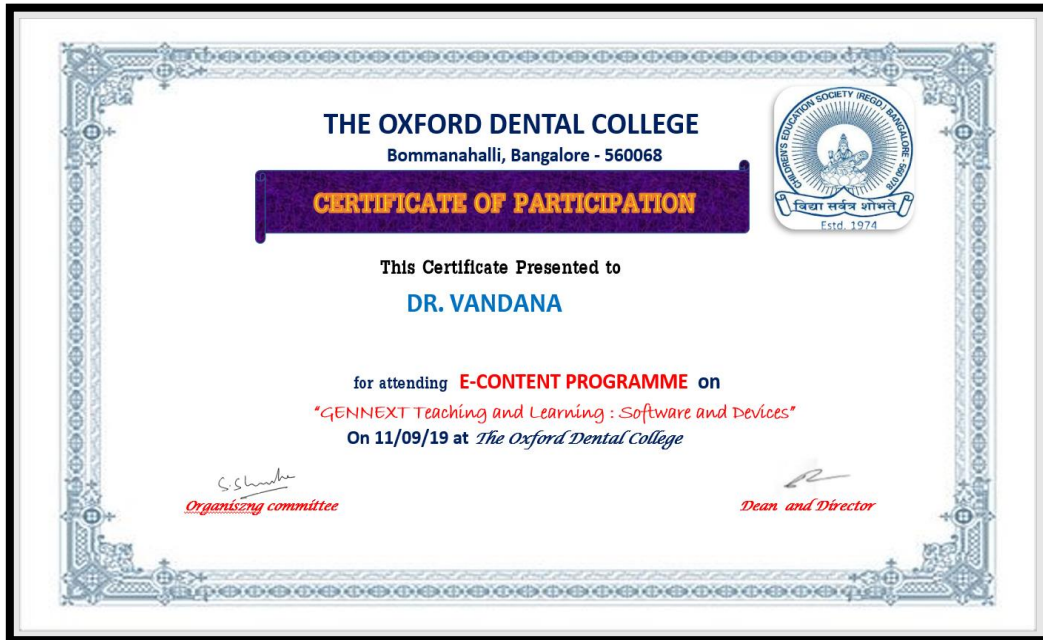 THE OXFORD DENTAL COLLEGE
Bommanahalli, Bangalore - 560068
CHILDREN'S EDUCATION SOCIETY (REGD.) BANGALORE - 560 078
विद्या सर्वत्र शोभते
Estd. 1974
CERTIFICATE OF PARTICIPATION
This Certificate Presented to
DR. VANDANA
for attending E-CONTENT PROGRAMME on
"GENNEXT Teaching and Learning : Software and Devices"
On 11/09/19 at The Oxford Dental College
Organiszng committee
Dean and Director